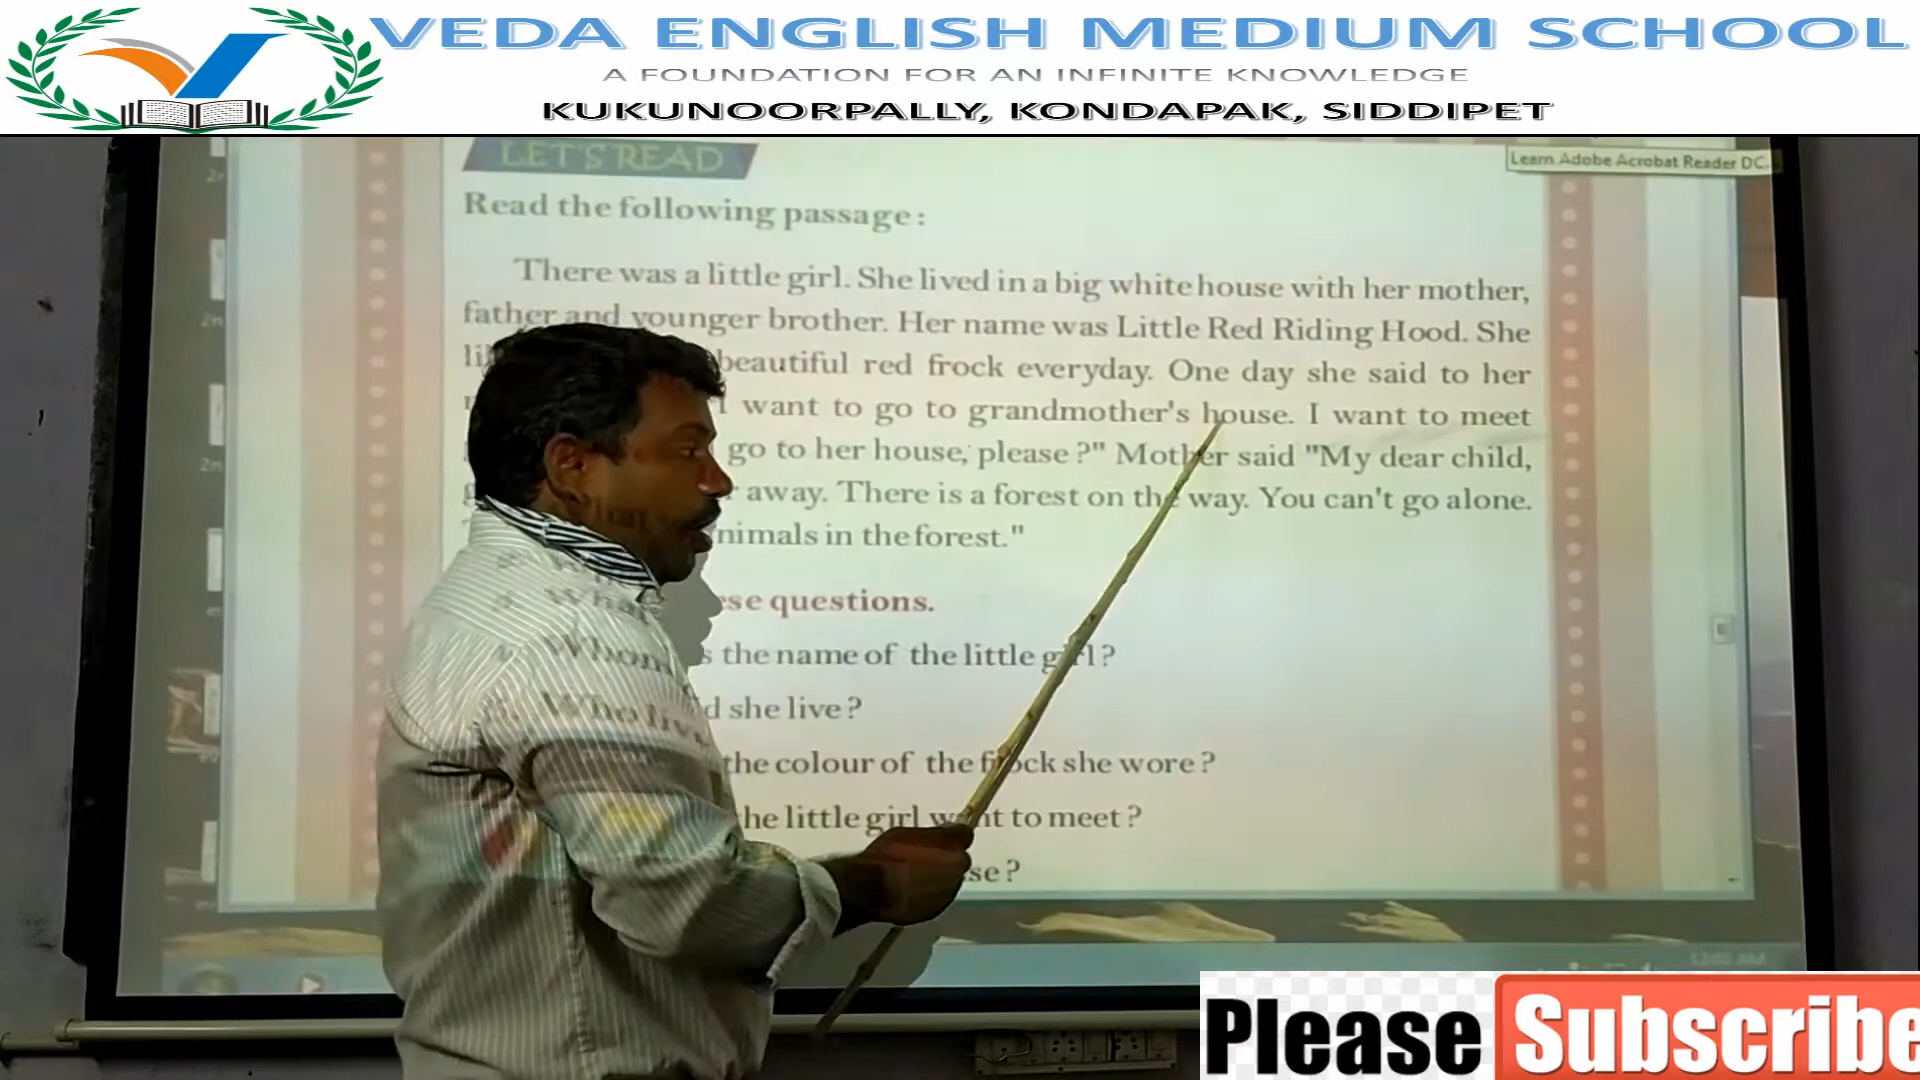 VEDA ENGLISH MEDIUM SCHOOL
A FOUNDATION FOR AN INFINITE KNOWLEDGE
KUKUNOORPALLY, KONDAPAK, SIDDIPET
LET'S READ
Learn Adobe Acrobat Reader DC
Read the following passage :
There was a little girl. She lived in a big white house with her mother,
father and younger brother. Her name was Little Red Riding Hood. She
beautiful red frock everyday. One day she said to her
I want to go to grandmother's house. I want to meet
go to her house, please ?" Mother said "My dear child,
away. There is a forest on the way. You can't go alone.
nimals in the forest."
se questions.
s the name of the little girl ?
d she live ?
the colour of the frock she wore ?
he little girl want to meet ?
se ?
Please Subscribe